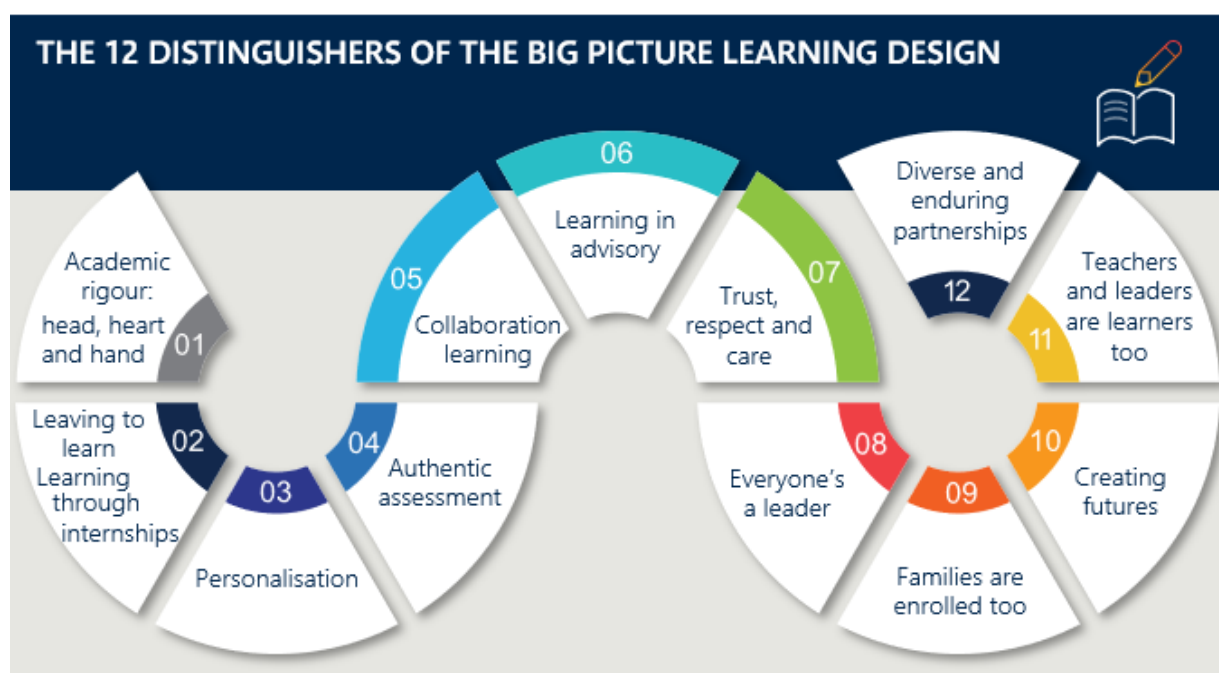 THE 12 DISTINGUISHERS OF THE BIG PICTURE LEARNING DESIGN
01
Academic
rigour:
head, heart
and hand
02
Leaving to
learn
Learning
through
internships
03
Personalisation
04
Authentic
assessment
05
Collaboration
learning
06
Learning in
advisory
07
Trust,
respect and
care
08
Everyone’s
a leader
09
Families are
enrolled too
10
Creating
futures
11
Teachers
and leaders
are learners
too
12
Diverse and
enduring
partnerships